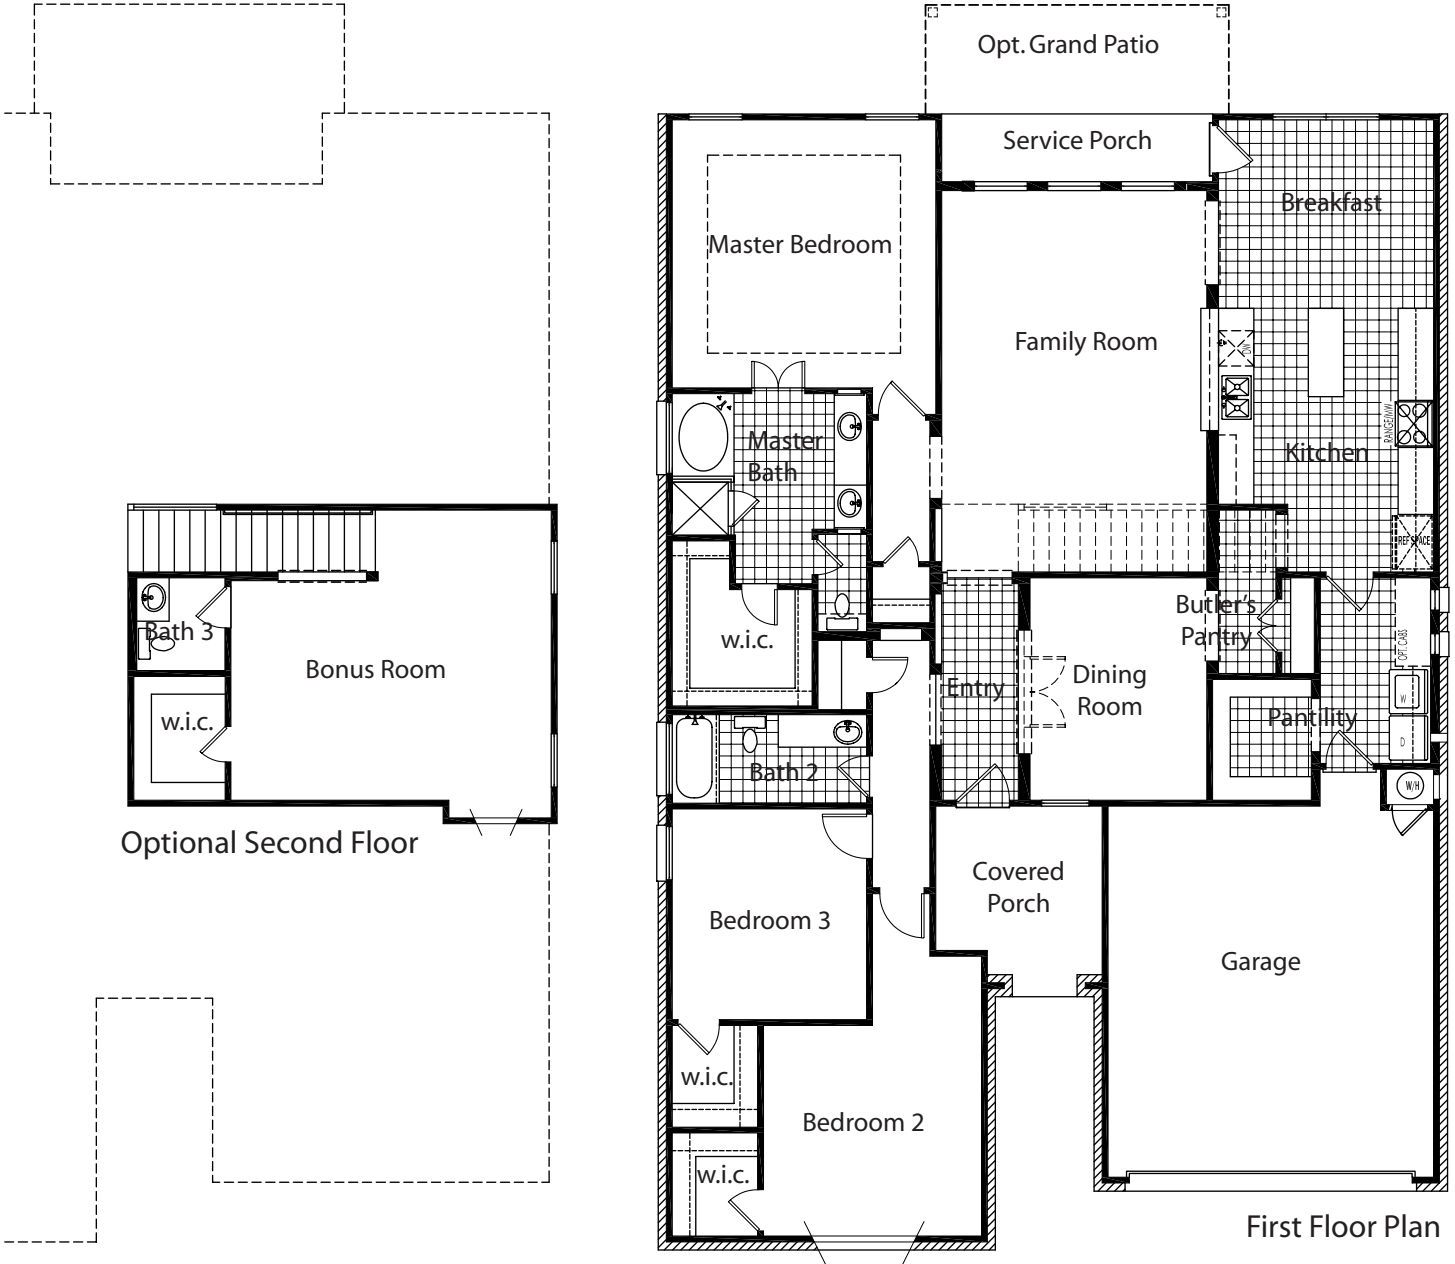 Opt. Grand Patio
Service Porch
Breakfast
Master Bedroom
Family Room
DW
RANGE/MW
Master
Bath
Kitchen
REF SPACE
Butler's
Pantry
OPT. CABS
Bath 3
w.i.c.
Bonus Room
Dining
Room
Entry
w.i.c.
Pantility
W
D
W/H
Bath 2
Optional Second Floor
Covered
Porch
Bedroom 3
Garage
w.i.c.
Bedroom 2
w.i.c.
First Floor Plan